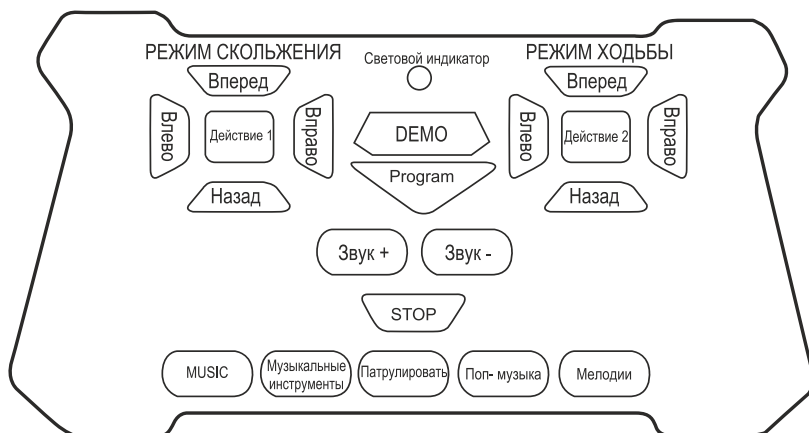 РЕЖИМ СКОЛЬЖЕНИЯ
Световой индикатор
РЕЖИМ ХОДЬБЫ
Вперед
Вперед
Влево
Действие 1
Вправо
DEMO
Влево
Действие 2
Вправо
Program
Назад
Назад
Звук +
Звук -
STOP
MUSIC
Музыкальные
инструменты
Патрулировать
Поп- музыка
Мелодии